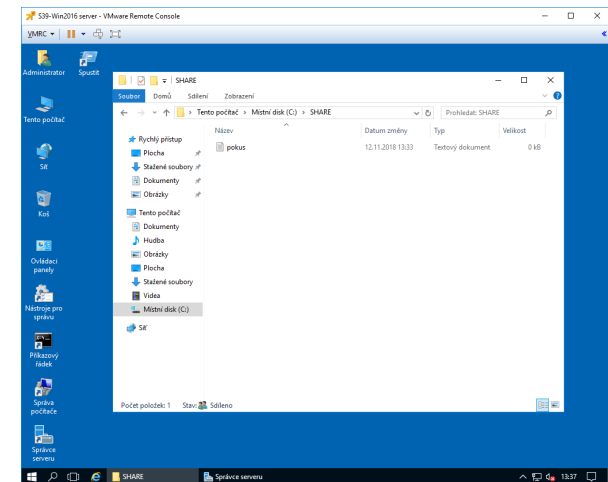 S39-Win2016 server - VMware Remote Console
VMRC
Administrator
Spustit
Tento počítač
Síť
Koš
Ovládací
panely
Nástroje pro
správu
Příkazový
řádek
Správa
počítače
Správce
serveru
SHARE
Soubor Domů Sdílení Zobrazení
Tento počítač > Místní disk (C:) > SHARE
Prohledat: SHARE
Název Datum změny Typ Velikost
pokus 12.11.2018 13:33 Textový dokument 0 kB
Rychlý přístup
Plocha
Stažené soubory
Dokumenty
Obrázky
Tento počítač
Dokumenty
Hudba
Obrázky
Plocha
Stažené soubory
Videa
Místní disk (C:)
Síť
Počet položek: 1 Stav: Sdíleno
SHARE Správce serveru 13:37